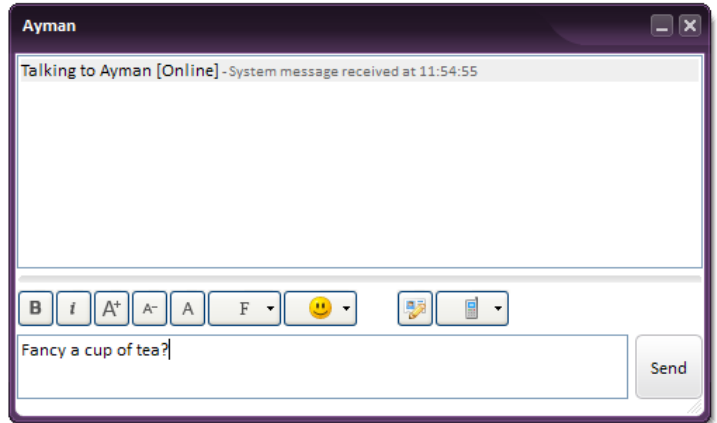 Ayman
Talking to Ayman [Online] - System message received at 11:54:55
B i A+ A- A F
Fancy a cup of tea?
Send